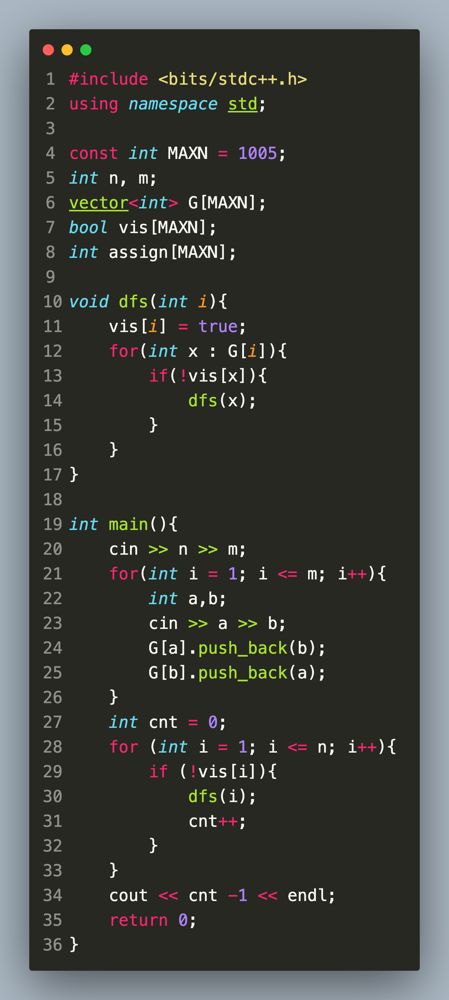 1 #include <bits/stdc++.h>
2 using namespace std;
3
4 const int MAXN = 1005;
5 int n, m;
6 vector<int> G[MAXN];
7 bool vis[MAXN];
8 int assign[MAXN];
9
10 void dfs(int i){
11     vis[i] = true;
12     for(int x : G[i]){
13         if(!vis[x]){
14             dfs(x);
15         }
16     }
17 }
18
19 int main(){
20     cin >> n >> m;
21     for(int i = 1; i <= m; i++){
22         int a,b;
23         cin >> a >> b;
24         G[a].push_back(b);
25         G[b].push_back(a);
26     }
27     int cnt = 0;
28     for (int i = 1; i <= n; i++){
29         if (!vis[i]){
30             dfs(i);
31             cnt++;
32         }
33     }
34     cout << cnt -1 << endl;
35     return 0;
36 }